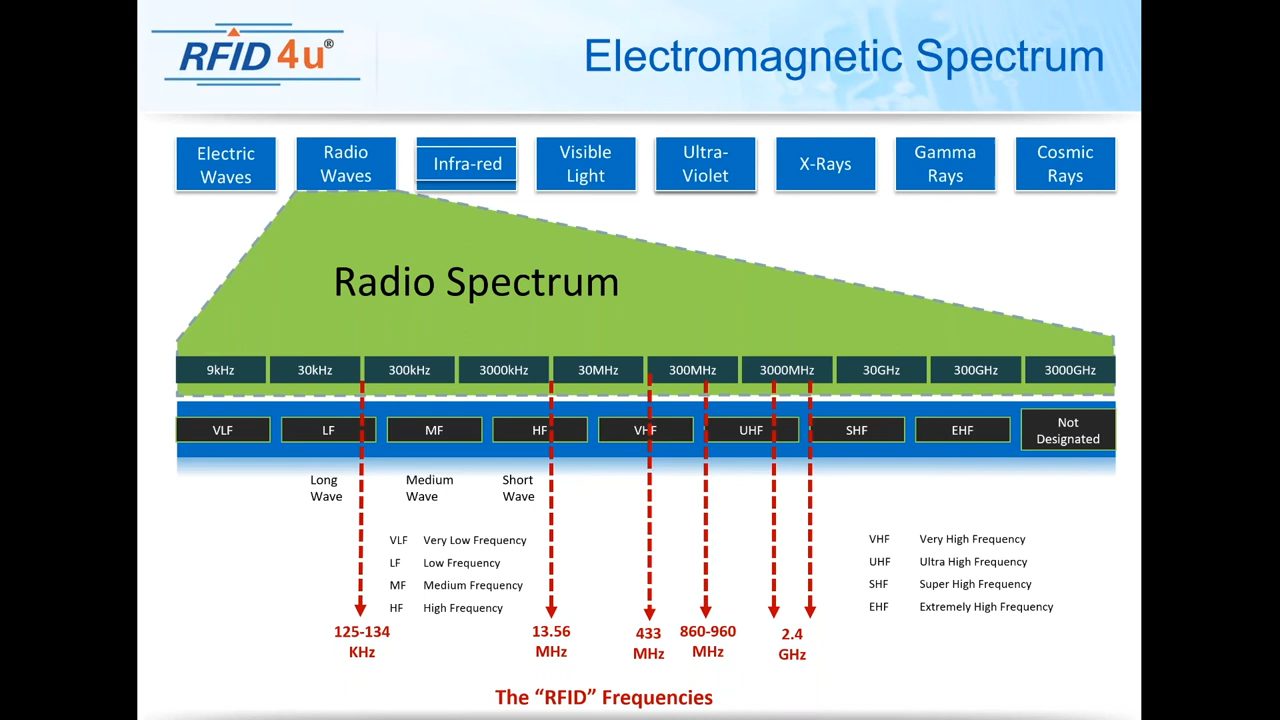 RFID 4u®
Electromagnetic Spectrum
Electric
Waves
Radio
Waves
Infra-red
Visible
Light
Ultra-
Violet
X-Rays
Gamma
Rays
Cosmic
Rays
Radio Spectrum
9kHz
30kHz
300kHz
3000kHz
30MHz
300MHz
3000MHz
30GHz
300GHz
3000GHz
VLF
LF
MF
HF
VHF
UHF
SHF
EHF
Not
Designated
Long
Wave
Medium
Wave
Short
Wave
VLF Very Low Frequency
LF Low Frequency
MF Medium Frequency
HF High Frequency
VHF Very High Frequency
UHF Ultra High Frequency
SHF Super High Frequency
EHF Extremely High Frequency
125-134
KHz
13.56
MHz
433
MHz
860-960
MHz
2.4
GHz
The “RFID” Frequencies